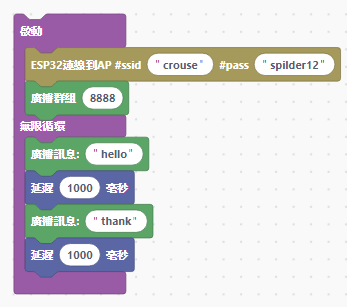 啟動
ESP32連線到AP #ssid "crouse" #pass "spilder12"
廣播群組 8888
無限循環
廣播訊息: "hello"
延遲 1000 毫秒
廣播訊息: "thank"
延遲 1000 毫秒